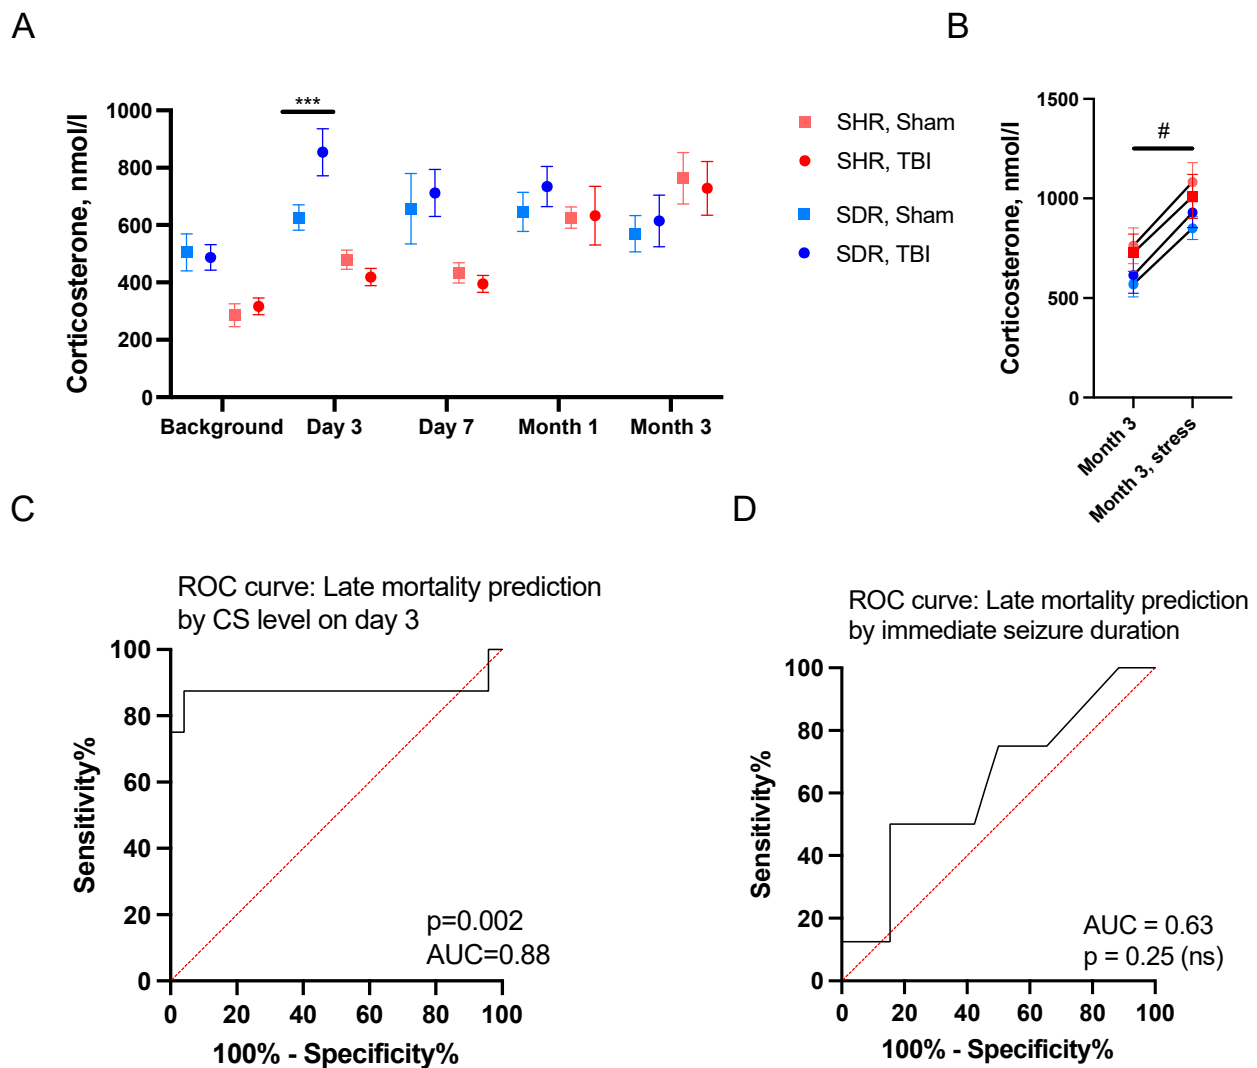 A
Corticosterone, nmol/l
1000
800
600
400
200
0
***
Background
Day 3
Day 7
Month 1
Month 3
SHR, Sham
SHR, TBI
SDR, Sham
SDR, TBI
B
Corticosterone, nmol/l
1500
1000
500
0
#
Month 3
Month 3, stress
C
ROC curve: Late mortality prediction
by CS level on day 3
Sensitivity%
100
80
60
40
20
0
p=0.002
AUC=0.88
0
20
40
60
80
100
100% - Specificity%
D
ROC curve: Late mortality prediction
by immediate seizure duration
Sensitivity%
100
80
60
40
20
0
AUC = 0.63
p = 0.25 (ns)
0
20
40
60
80
100
100% - Specificity%